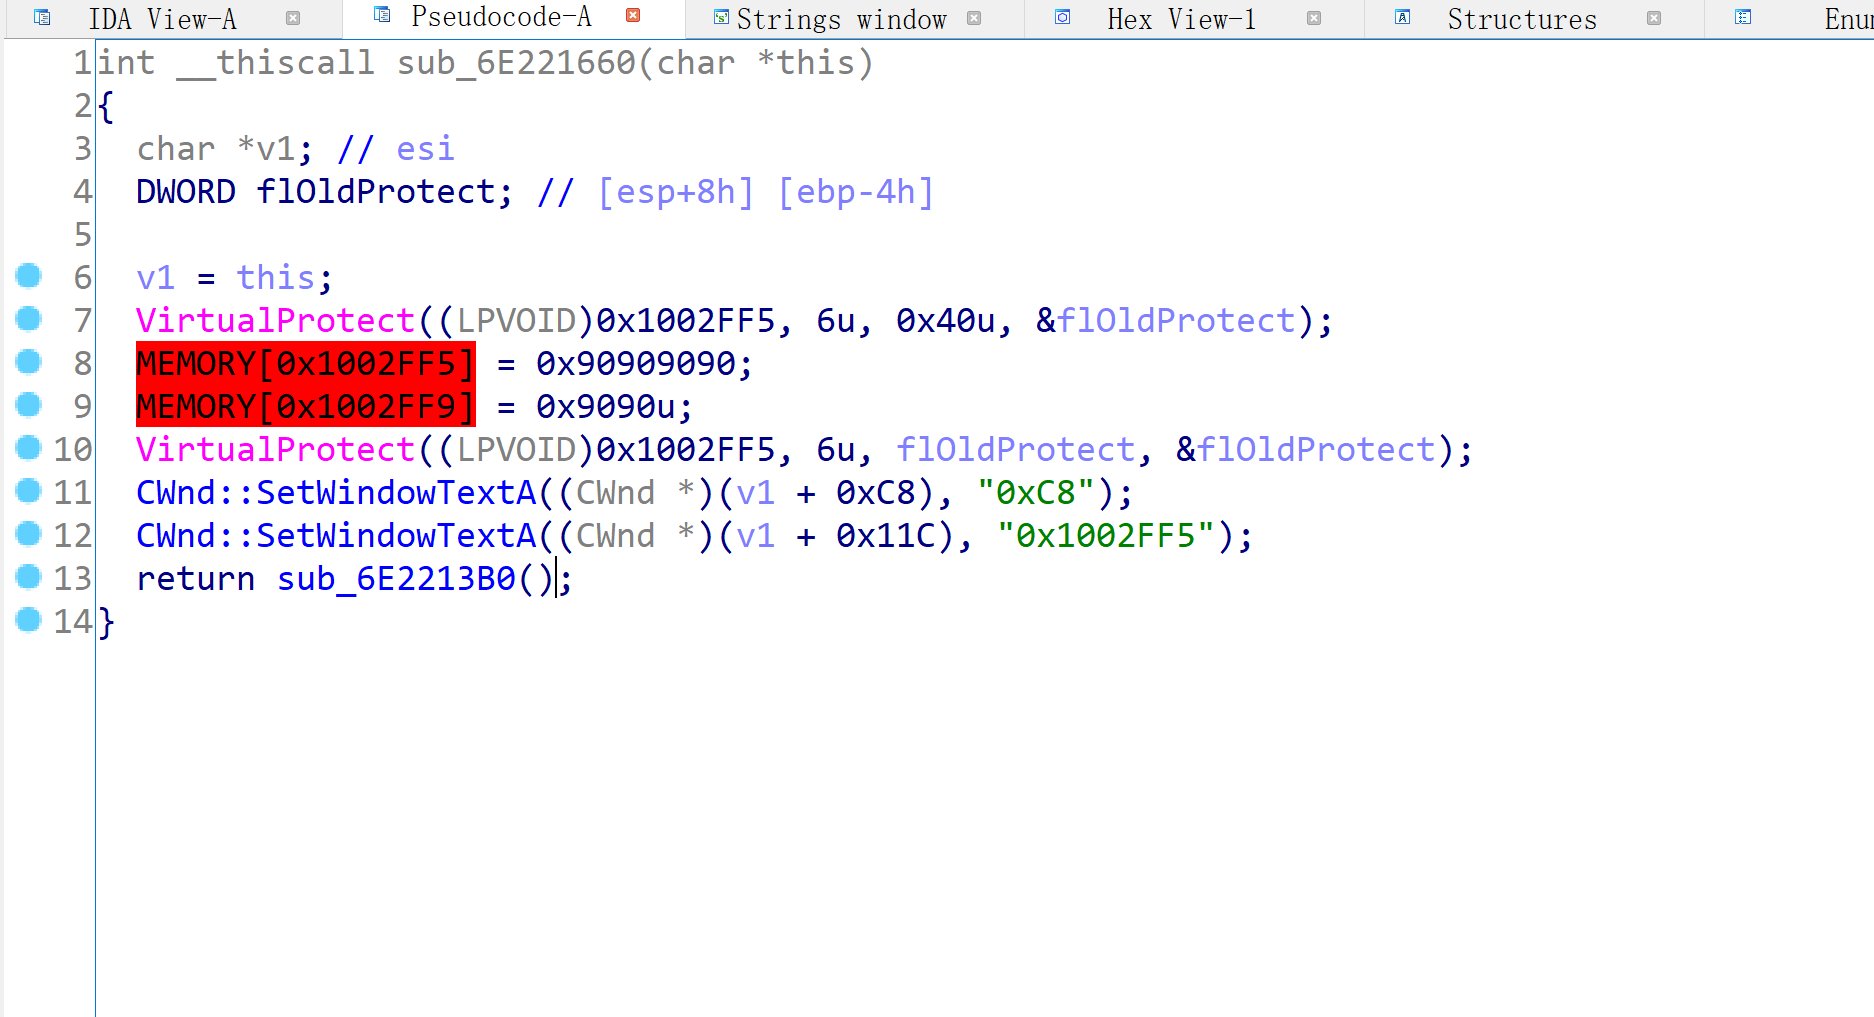 IDA View-A Pseudocode-A Strings window Hex View-1 Structures
1 int __thiscall sub_6E221660(char *this)
2 {
3 char *v1; // esi
4 DWORD flOldProtect; // [esp+8h] [ebp-4h]
5
6 v1 = this;
7 VirtualProtect((LPVOID)0x1002FF5, 6u, 0x40u, &flOldProtect);
8 MEMORY[0x1002FF5] = 0x90909090;
9 MEMORY[0x1002FF9] = 0x9090u;
10 VirtualProtect((LPVOID)0x1002FF5, 6u, flOldProtect, &flOldProtect);
11 CWnd::SetWindowTextA((CWnd *)(v1 + 0xC8), "0xC8");
12 CWnd::SetWindowTextA((CWnd *)(v1 + 0x11C), "0x1002FF5");
13 return sub_6E2213B0();
14 }